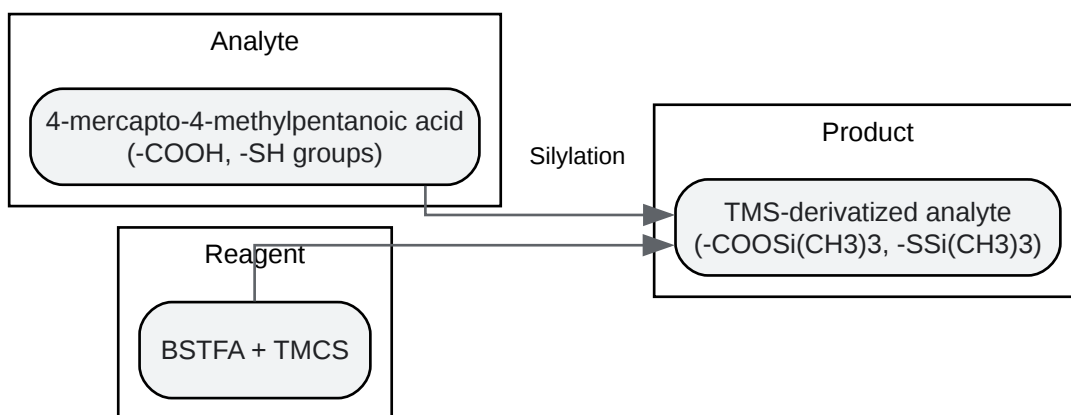 Analyte
4-mercapto-4-methylpentanoic acid
(-COOH, -SH groups)
Silylation
Product
TMS-derivatized analyte
(-COOSi(CH3)3, -SSi(CH3)3)
Reagent
BSTFA + TMCS